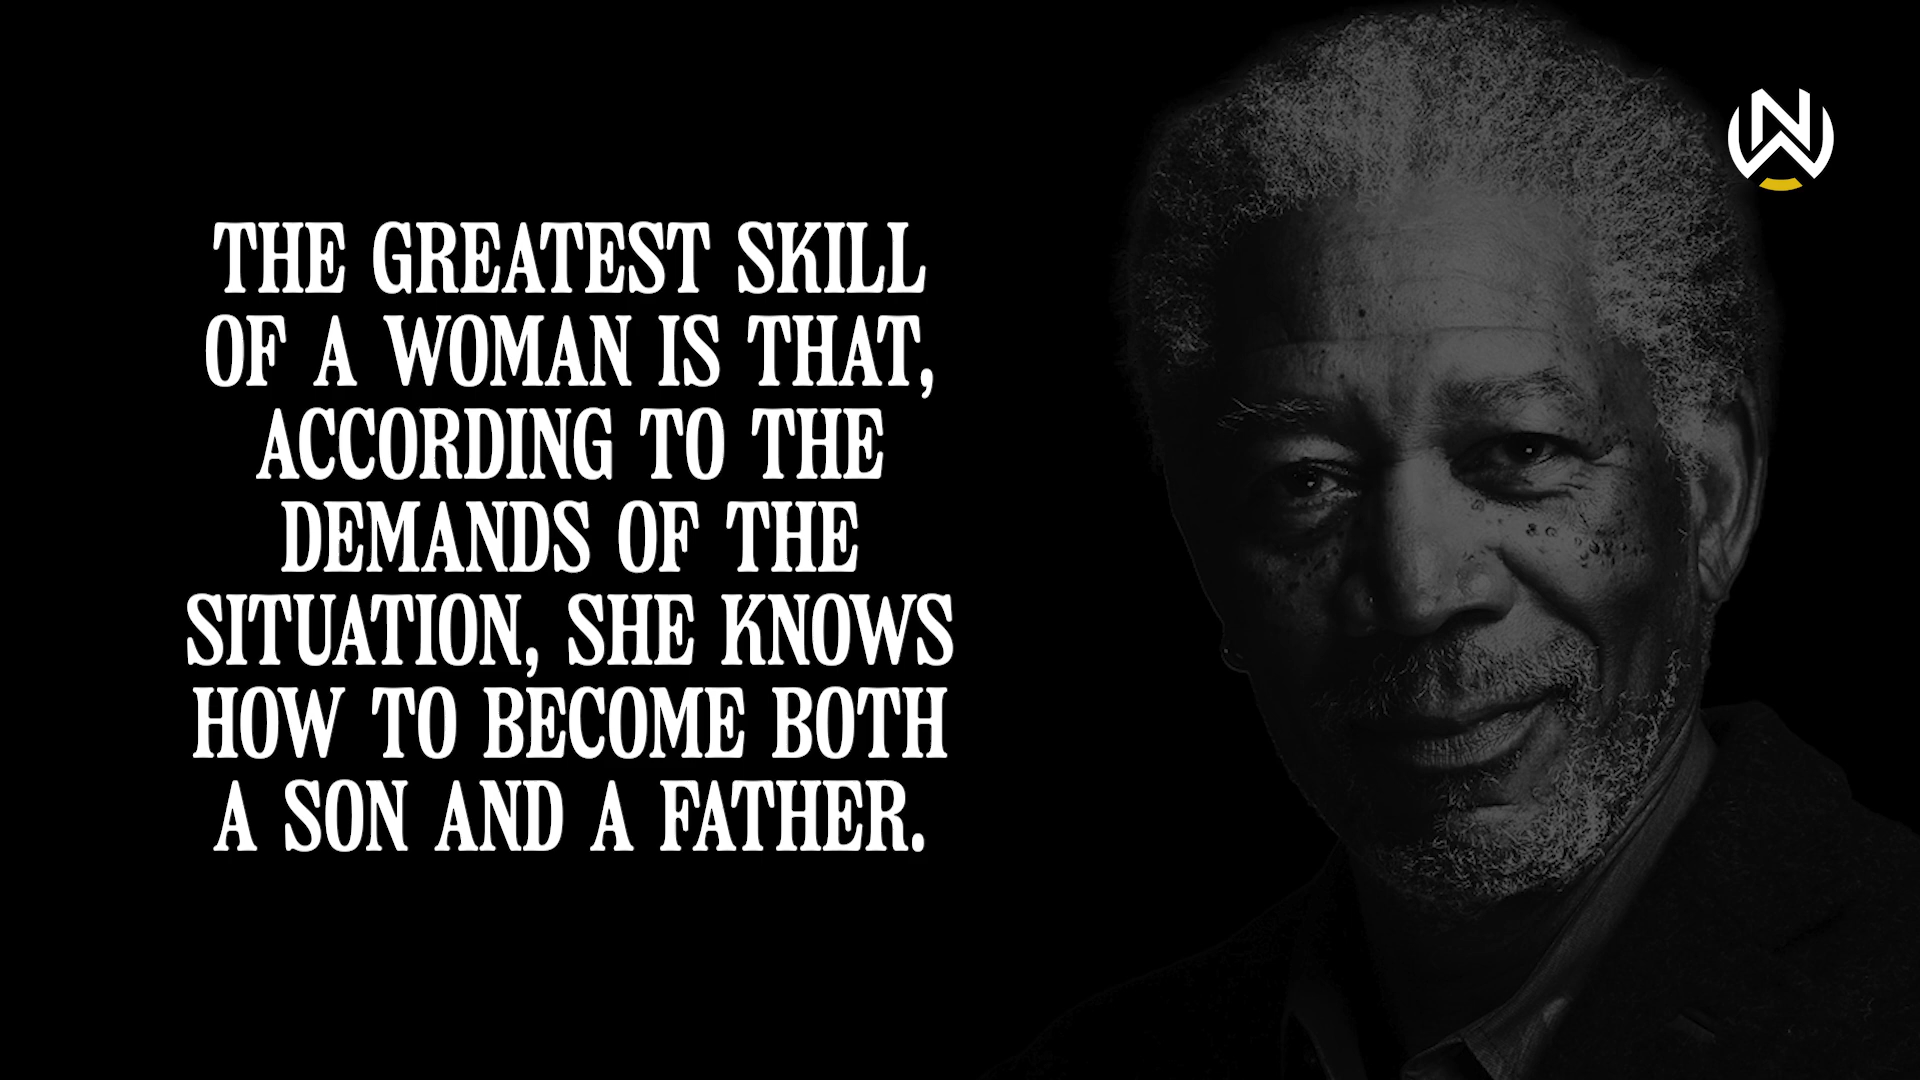 THE GREATEST SKILL
OF A WOMAN IS THAT,
ACCORDING TO THE
DEMANDS OF THE
SITUATION, SHE KNOWS
HOW TO BECOME BOTH
A SON AND A FATHER.